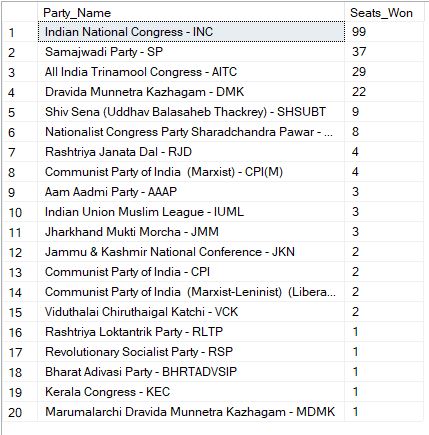 Party_Name Seats_Won
1 Indian National Congress - INC 99
2 Samajwadi Party - SP 37
3 All India Trinamool Congress - AITC 29
4 Dravida Munnetra Kazhagam - DMK 22
5 Shiv Sena (Uddhav Balasaheb Thackrey) - SHSUBT 9
6 Nationalist Congress Party Sharadchandra Pawar - ... 8
7 Rashtriya Janata Dal - RJD 4
8 Communist Party of India (Marxist) - CPI(M) 4
9 Aam Aadmi Party - AAAP 3
10 Indian Union Muslim League - IUML 3
11 Jharkhand Mukti Morcha - JMM 3
12 Jammu & Kashmir National Conference - JKN 2
13 Communist Party of India - CPI 2
14 Communist Party of India (Marxist-Leninist) (Libera... 2
15 Viduthalai Chiruthaigal Katchi - VCK 2
16 Rashtriya Loktantrik Party - RLTP 1
17 Revolutionary Socialist Party - RSP 1
18 Bharat Adivasi Party - BHRTADVSIP 1
19 Kerala Congress - KEC 1
20 Marumalarchi Dravida Munnetra Kazhagam - MDMK 1